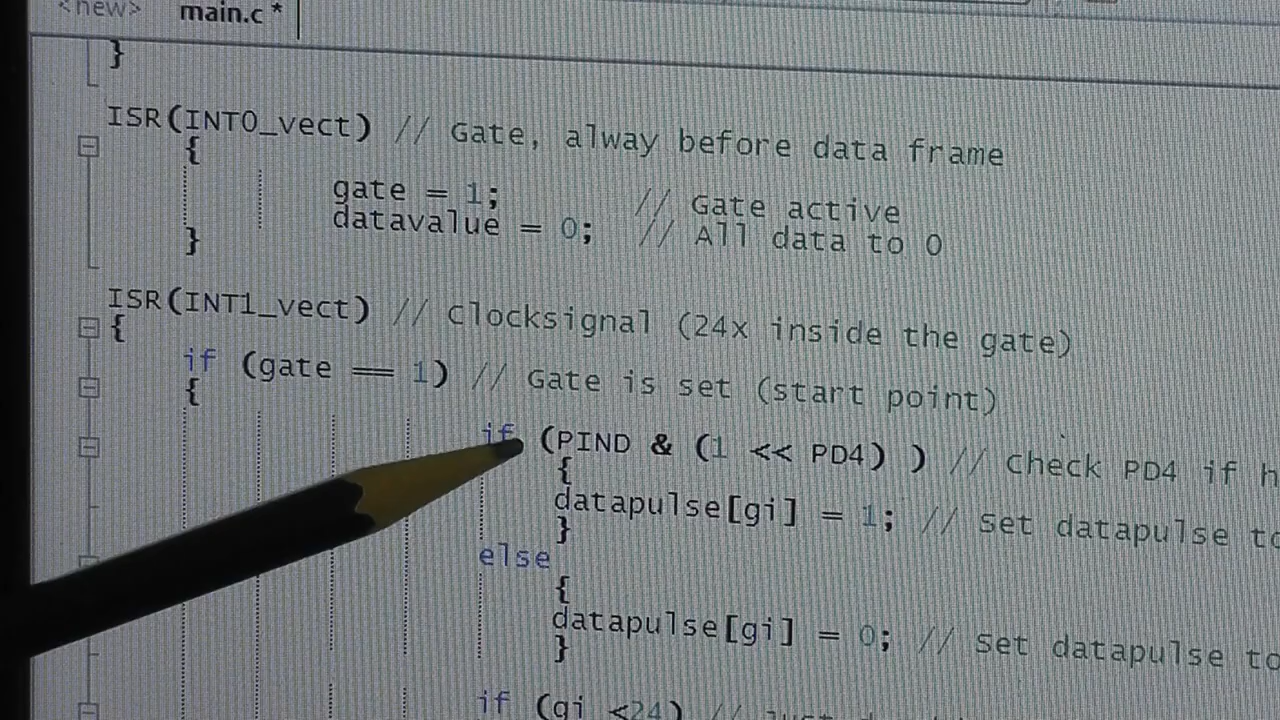 <new> main.c *
}
ISR(INT0_vect) // Gate, alway before data frame
{
gate = 1; // Gate active
datavalue = 0; // All data to 0
}
ISR(INT1_vect) // Clocksignal (24x inside the gate)
{
if (gate == 1) // Gate is set (start point)
{
if (PIND & (1 << PD4) ) // Check PD4 if
{
datapulse[gi] = 1; // Set datapulse to
}
else
{
datapulse[gi] = 0; // Set datapulse to
}
if (gi <24) //